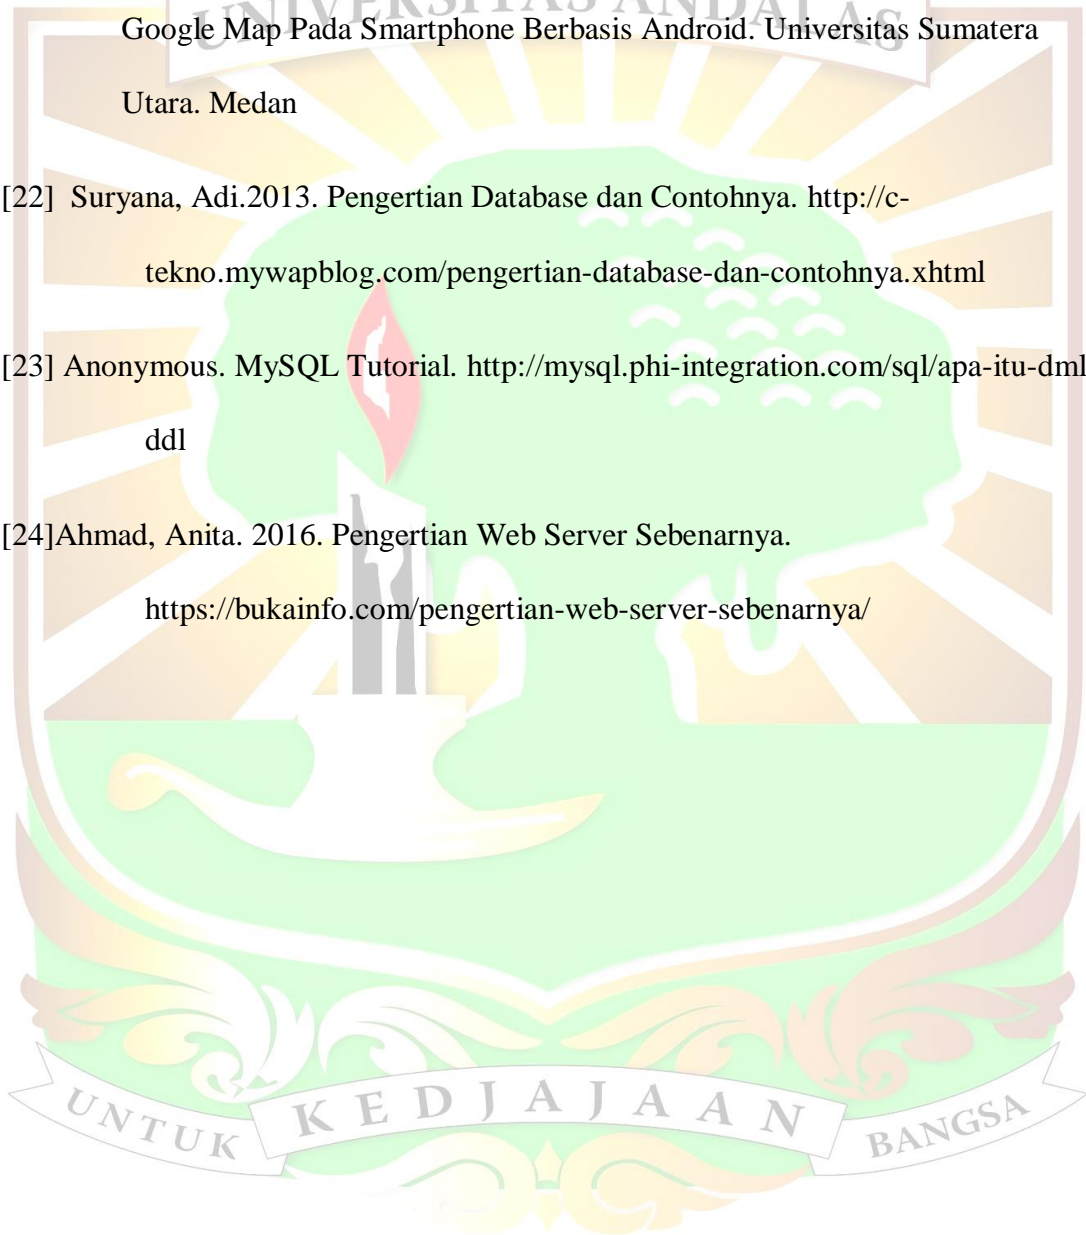 UNIVERSITAS ANDALAS
Google Map Pada Smartphone Berbasis Android. Universitas Sumatera
Utara. Medan
[22] Suryana, Adi.2013. Pengertian Database dan Contohnya. http://c-
tekno.mywapblog.com/pengertian-database-dan-contohnya.xhtml
[23] Anonymous. MySQL Tutorial. http://mysql.phi-integration.com/sql/apa-itu-dml
ddl
[24]Ahmad, Anita. 2016. Pengertian Web Server Sebenarnya.
https://bukainfo.com/pengertian-web-server-sebenarnya/
UNTUK KEDJAJAAN BANGSA